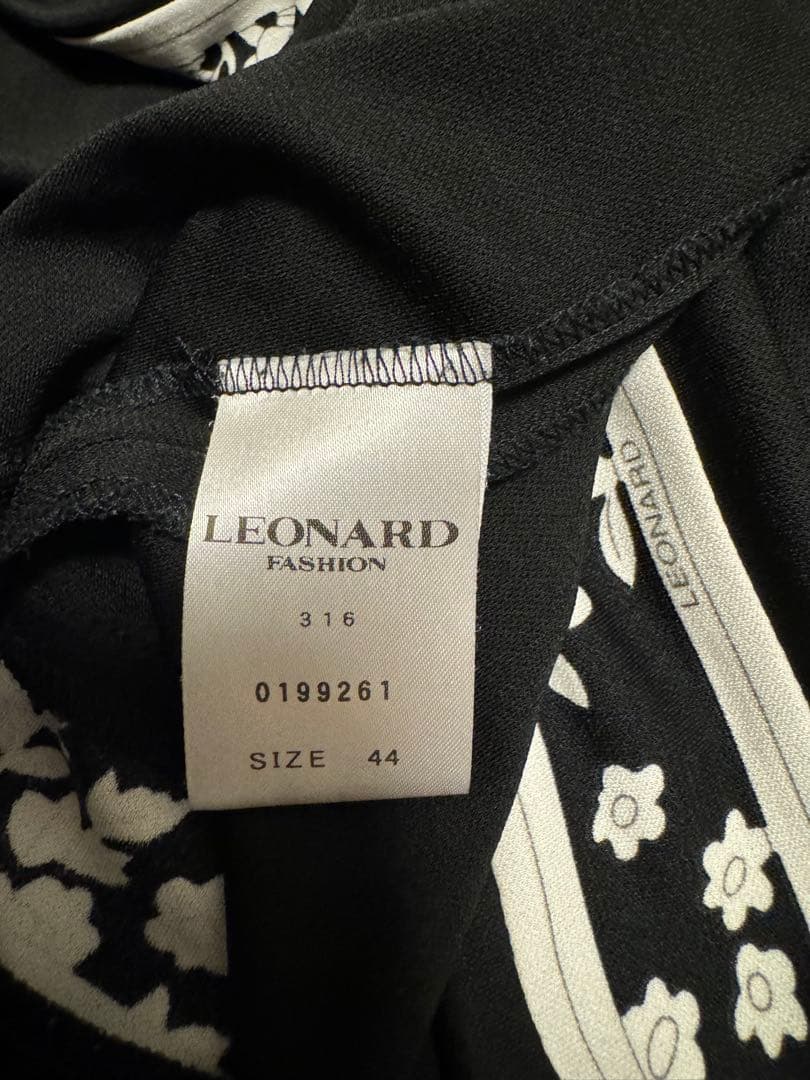 LEONARD
FASHION
316
0199261
SIZE 44
LEONARD